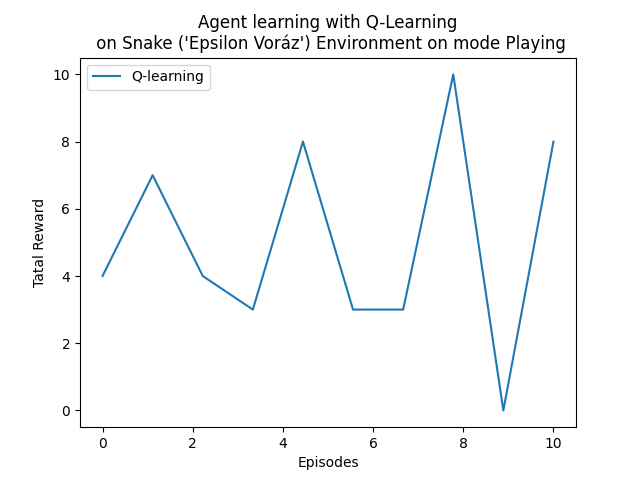 Agent learning with Q-Learning
on Snake ('Epsilon Voráz') Environment on mode Playing
Q-learning
10
8
6
4
2
0
Tatal Reward
0 2 4 6 8 10
Episodes